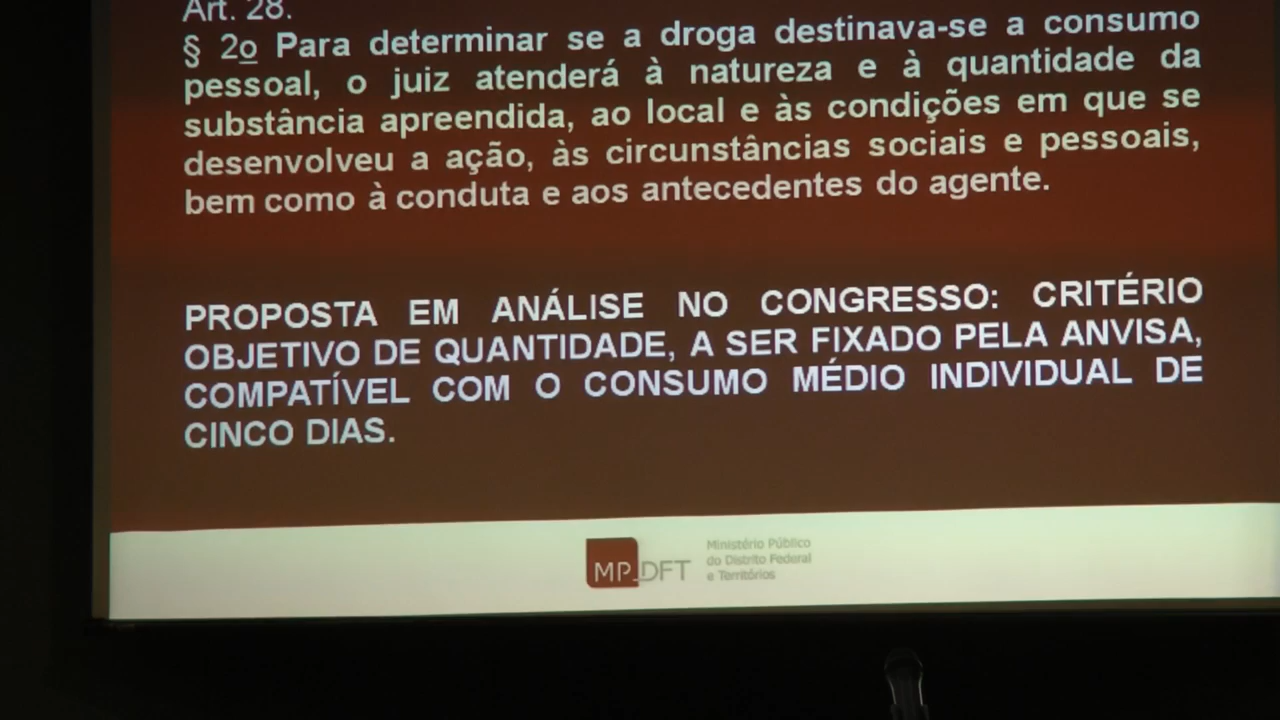 Art. 28.
§ 2o Para determinar se a droga destinava-se a consumo
pessoal, o juiz atenderá à natureza e à quantidade da
substância apreendida, ao local e às condições em que se
desenvolveu a ação, às circunstâncias sociais e pessoais,
bem como à conduta e aos antecedentes do agente.
PROPOSTA EM ANÁLISE NO CONGRESSO: CRITÉRIO
OBJETIVO DE QUANTIDADE, A SER FIXADO PELA ANVISA,
COMPATÍVEL COM O CONSUMO MÉDIO INDIVIDUAL DE
CINCO DIAS.
MPDFT
Ministério Público
do Distrito Federal
e Territórios